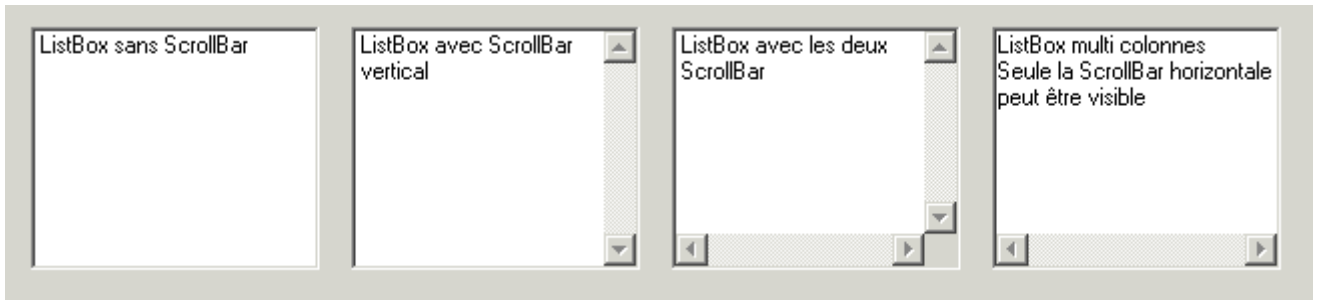 ListBox sans ScrollBar
ListBox avec ScrollBar
vertical
ListBox avec les deux
ScrollBar
ListBox multi colonnes
Seule la ScrollBar horizontale
peut être visible